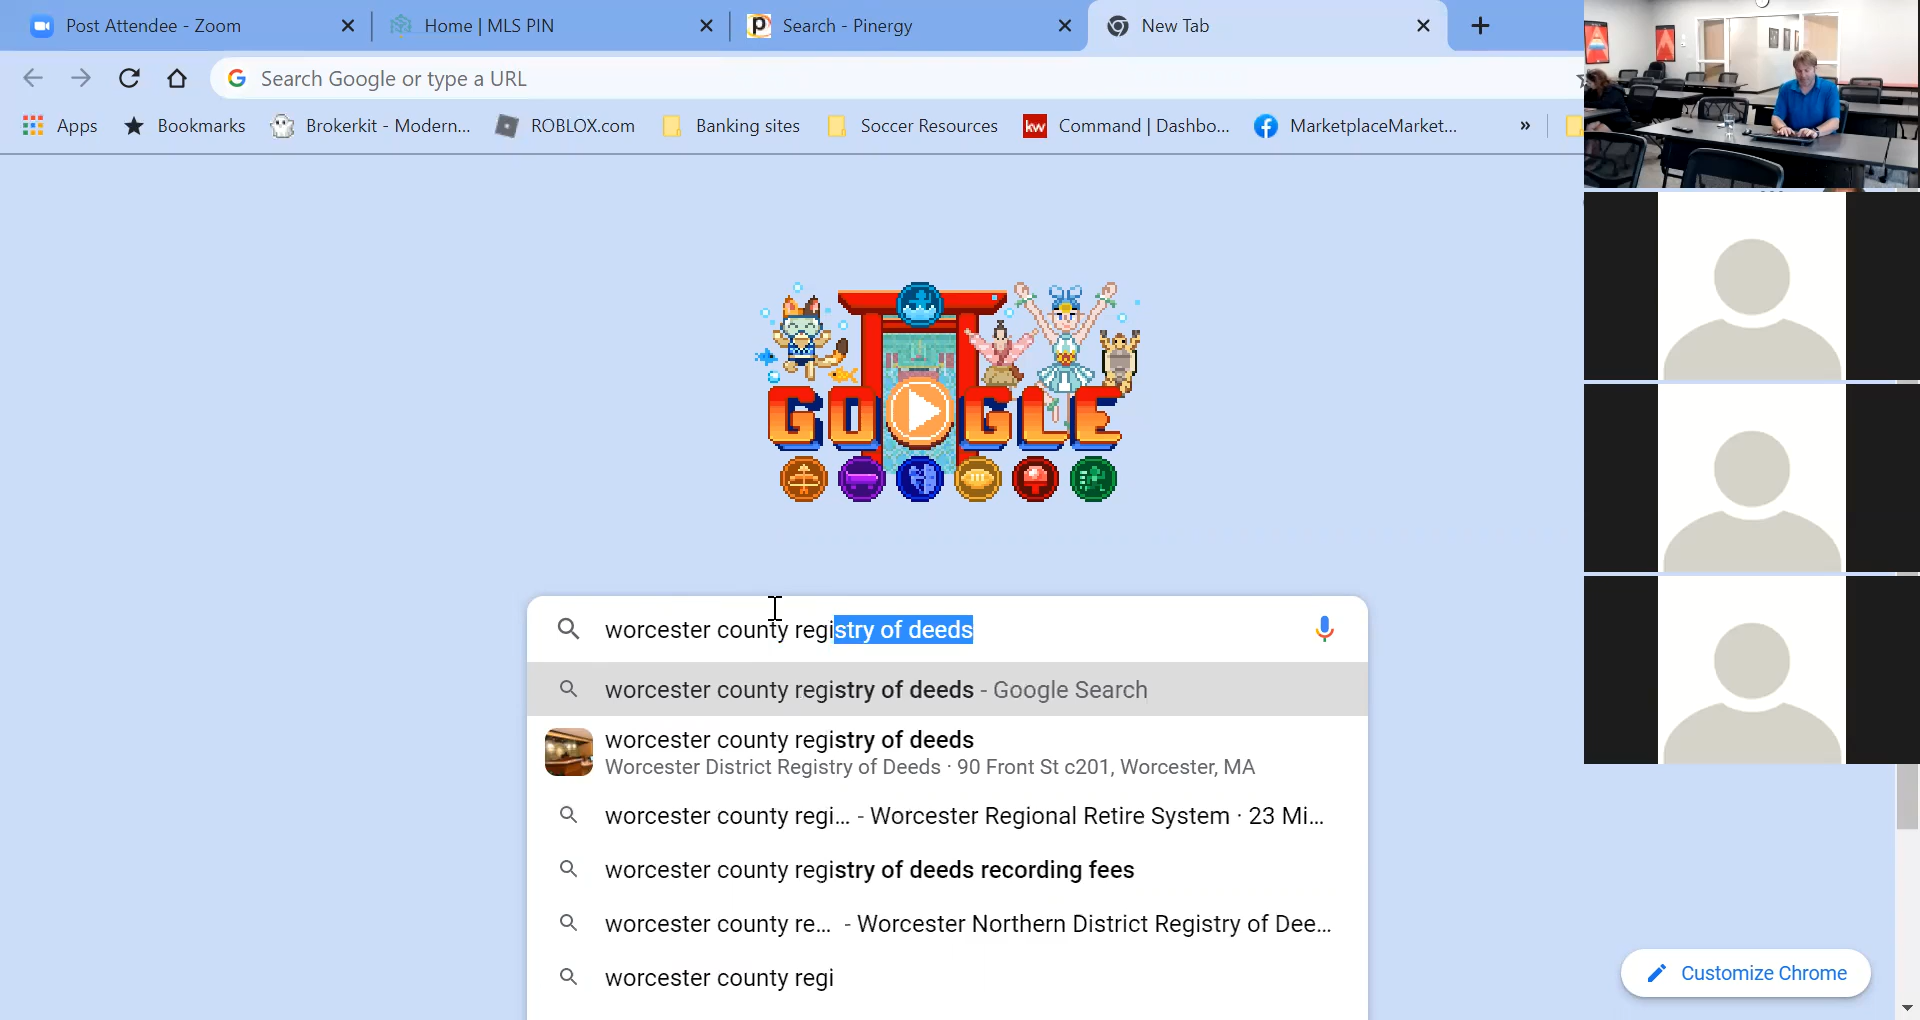 Post Attendee - Zoom
Home | MLS PIN
Search - Pinergy
New Tab
Search Google or type a URL
Apps
Bookmarks
Brokerkit - Modern...
ROBLOX.com
Banking sites
Soccer Resources
kw Command | Dashbo...
MarketplaceMarket...
»
GOOGLE
worcester county registry of deeds
worcester county registry of deeds - Google Search
worcester county registry of deeds
Worcester District Registry of Deeds · 90 Front St c201, Worcester, MA
worcester county regi... - Worcester Regional Retire System · 23 Mi...
worcester county registry of deeds recording fees
worcester county re... - Worcester Northern District Registry of Dee...
worcester county regi
Customize Chrome